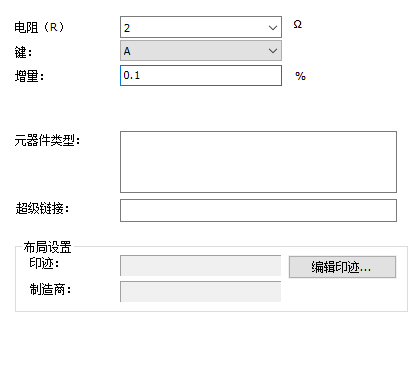 电阻（R） 2 Ω
键： A
增量： 0.1 %
元器件类型：
超级链接：
布局设置
印迹： 编辑印迹...
制造商：